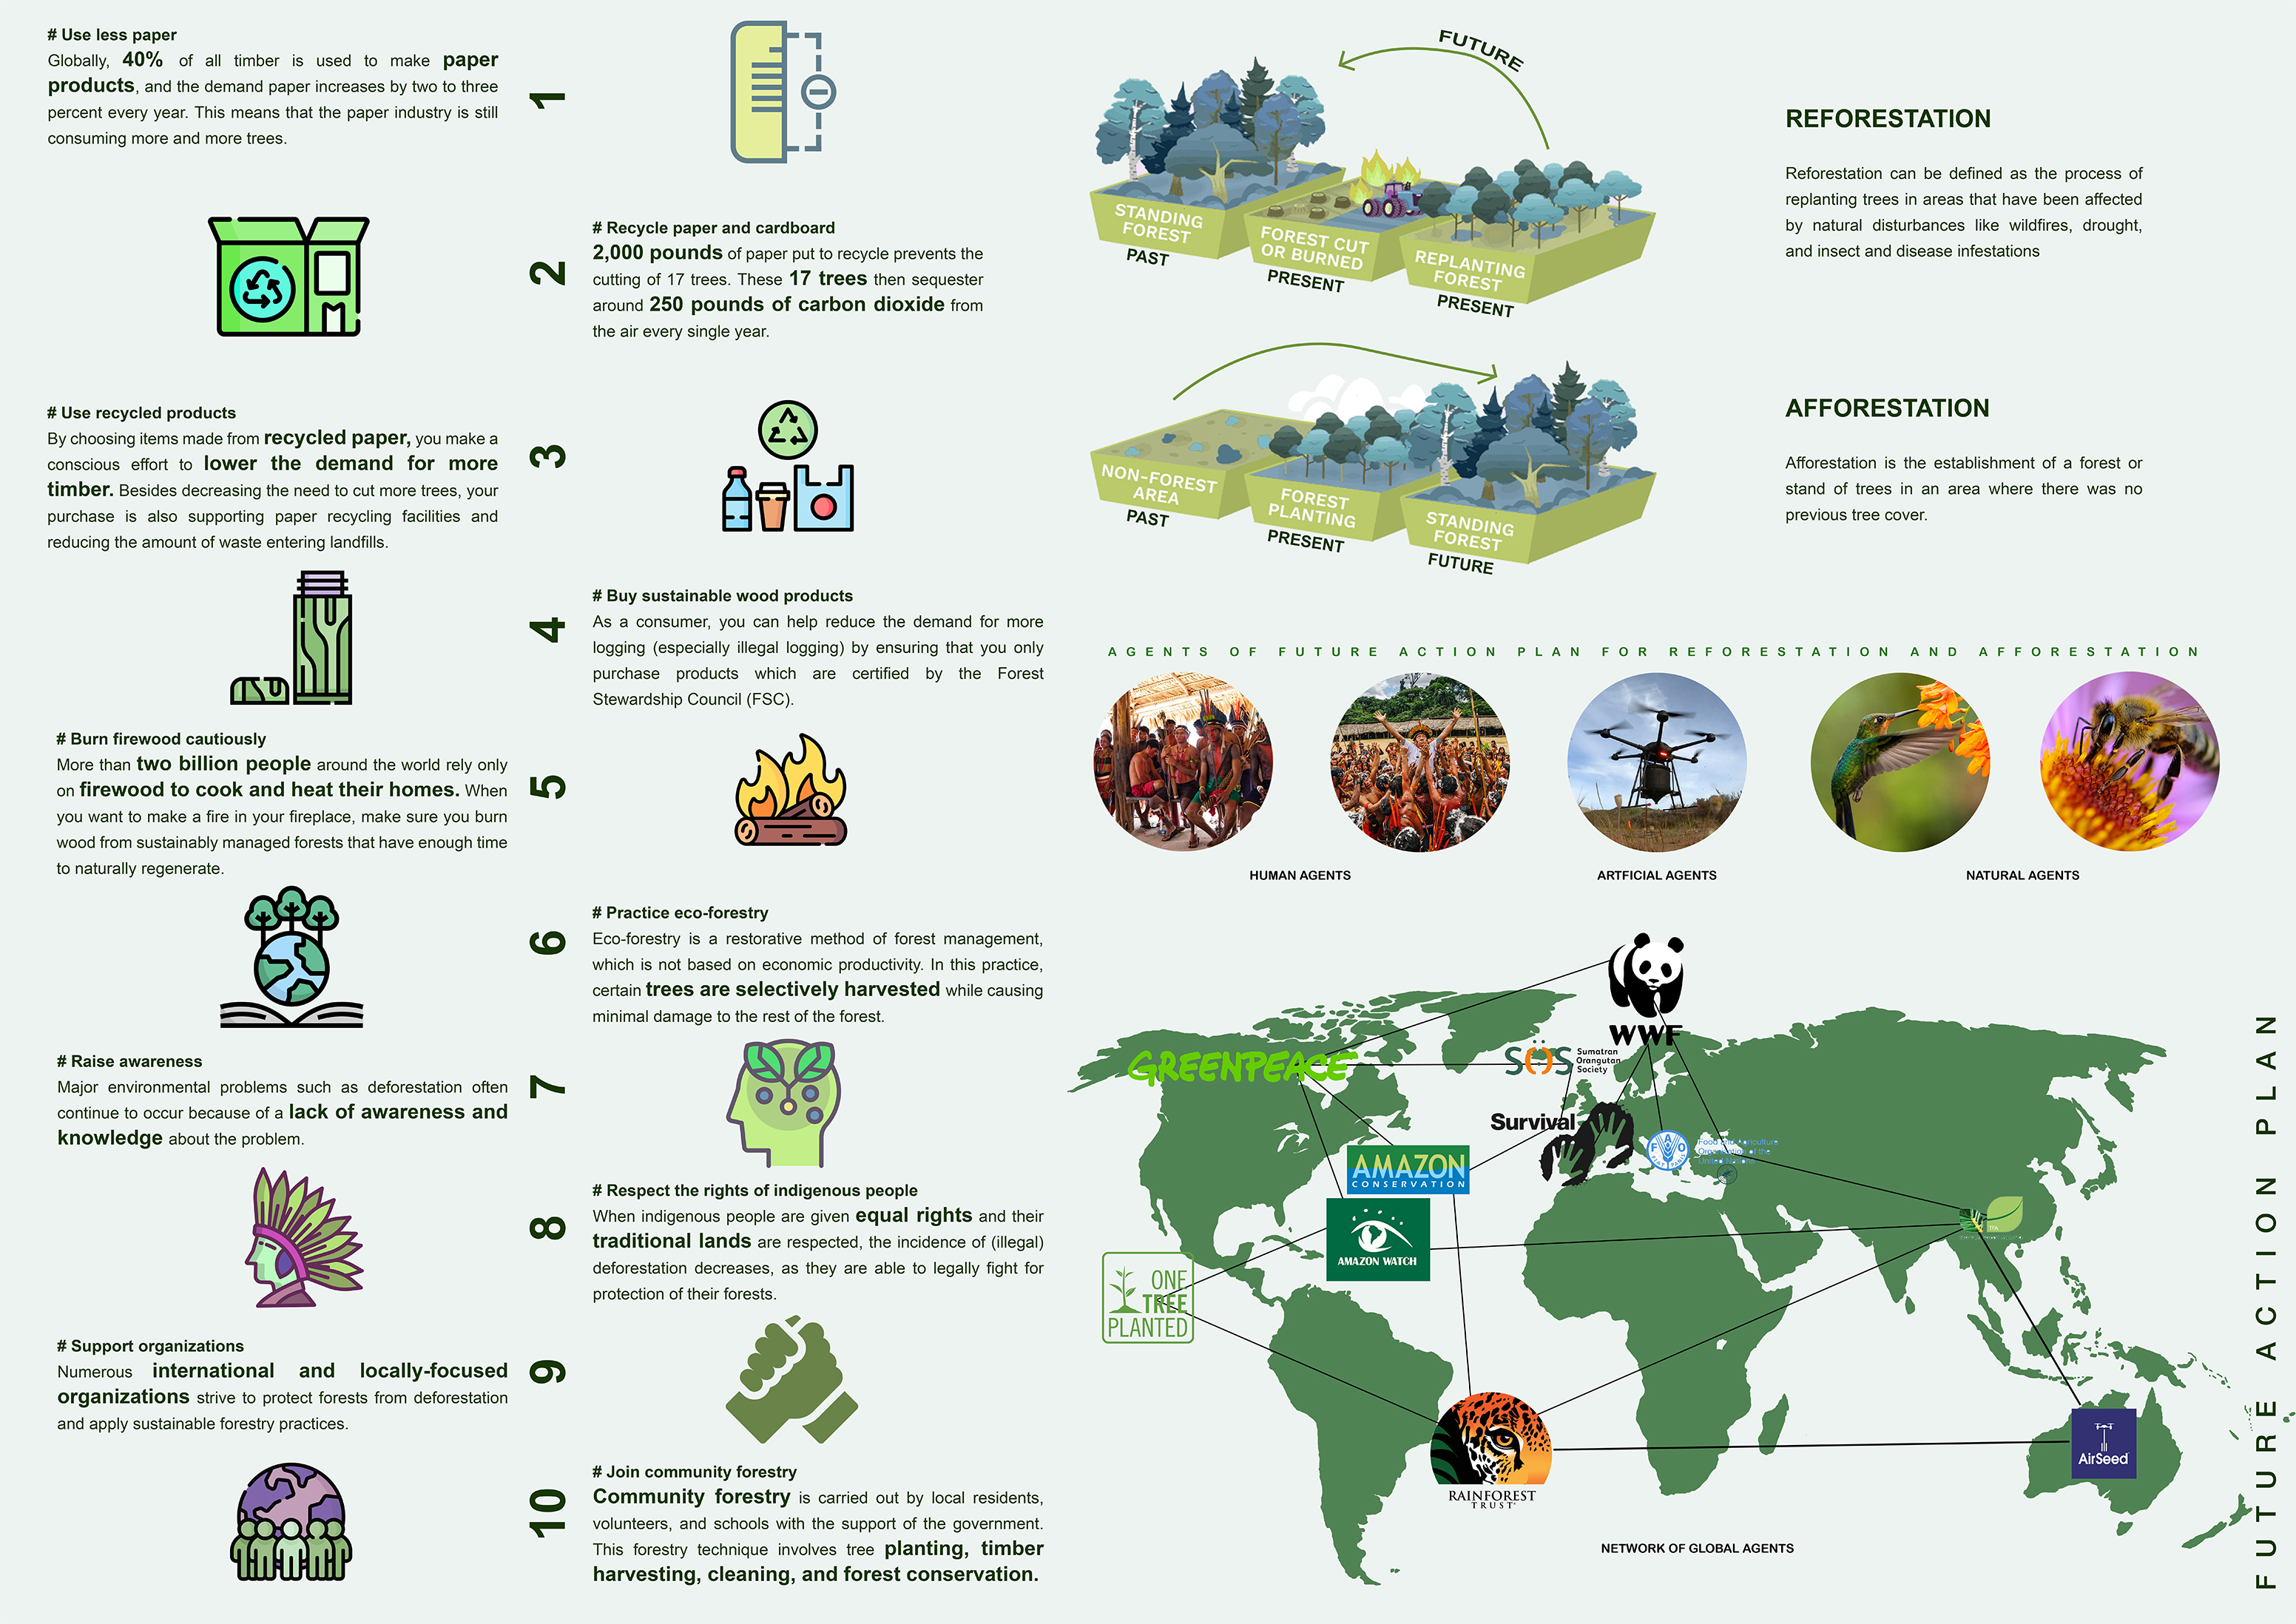 # Use less paper
Globally, 40% of all timber is used to make paper
products, and the demand paper increases by two to three
percent every year. This means that the paper industry is still
consuming more and more trees.
1
2
# Recycle paper and cardboard
2,000 pounds of paper put to recycle prevents the
cutting of 17 trees. These 17 trees then sequester
around 250 pounds of carbon dioxide from
the air every single year.
# Use recycled products
By choosing items made from recycled paper, you make a
conscious effort to lower the demand for more
timber. Besides decreasing the need to cut more trees, your
purchase is also supporting paper recycling facilities and
reducing the amount of waste entering landfills.
3
4
# Buy sustainable wood products
As a consumer, you can help reduce the demand for more
logging (especially illegal logging) by ensuring that you only
purchase products which are certified by the Forest
Stewardship Council (FSC).
# Burn firewood cautiously
More than two billion people around the world rely only
on firewood to cook and heat their homes. When
you want to make a fire in your fireplace, make sure you burn
wood from sustainably managed forests that have enough time
to naturally regenerate.
5
6
# Practice eco-forestry
Eco-forestry is a restorative method of forest management,
which is not based on economic productivity. In this practice,
certain trees are selectively harvested while causing
minimal damage to the rest of the forest.
# Raise awareness
Major environmental problems such as deforestation often
continue to occur because of a lack of awareness and
knowledge about the problem.
7
8
# Respect the rights of indigenous people
When indigenous people are given equal rights and their
traditional lands are respected, the incidence of (illegal)
deforestation decreases, as they are able to legally fight for
protection of their forests.
# Support organizations
Numerous international and locally-focused
organizations strive to protect forests from deforestation
and apply sustainable forestry practices.
9
10
# Join community forestry
Community forestry is carried out by local residents,
volunteers, and schools with the support of the government.
This forestry technique involves tree planting, timber
harvesting, cleaning, and forest conservation.
FUTURE
STANDING
FOREST
PAST
FOREST CUT
OR BURNED
PRESENT
REPLANTING
FOREST
PRESENT
REFORESTATION
Reforestation can be defined as the process of
replanting trees in areas that have been affected
by natural disturbances like wildfires, drought,
and insect and disease infestations
NON-FOREST
AREA
PAST
FOREST
PLANTING
PRESENT
STANDING
FOREST
FUTURE
AFFORESTATION
Afforestation is the establishment of a forest or
stand of trees in an area where there was no
previous tree cover.
AGENTS OF FUTURE ACTION PLAN FOR REFORESTATION AND AFFORESTATION
HUMAN AGENTS
ARTFICIAL AGENTS
NATURAL AGENTS
WWF
GREENPEACE
SOS
Sumatran
Orangutan
Society
Survival
FAO
FIAT PANIS
Food and Agriculture
Organization of the
United Nations
AMAZON
CONSERVATION
AMAZON WATCH
ONE
TREE
PLANTED
RAINFOREST
TRUST
AirSeed
NETWORK OF GLOBAL AGENTS
FUTURE ACTION PLAN